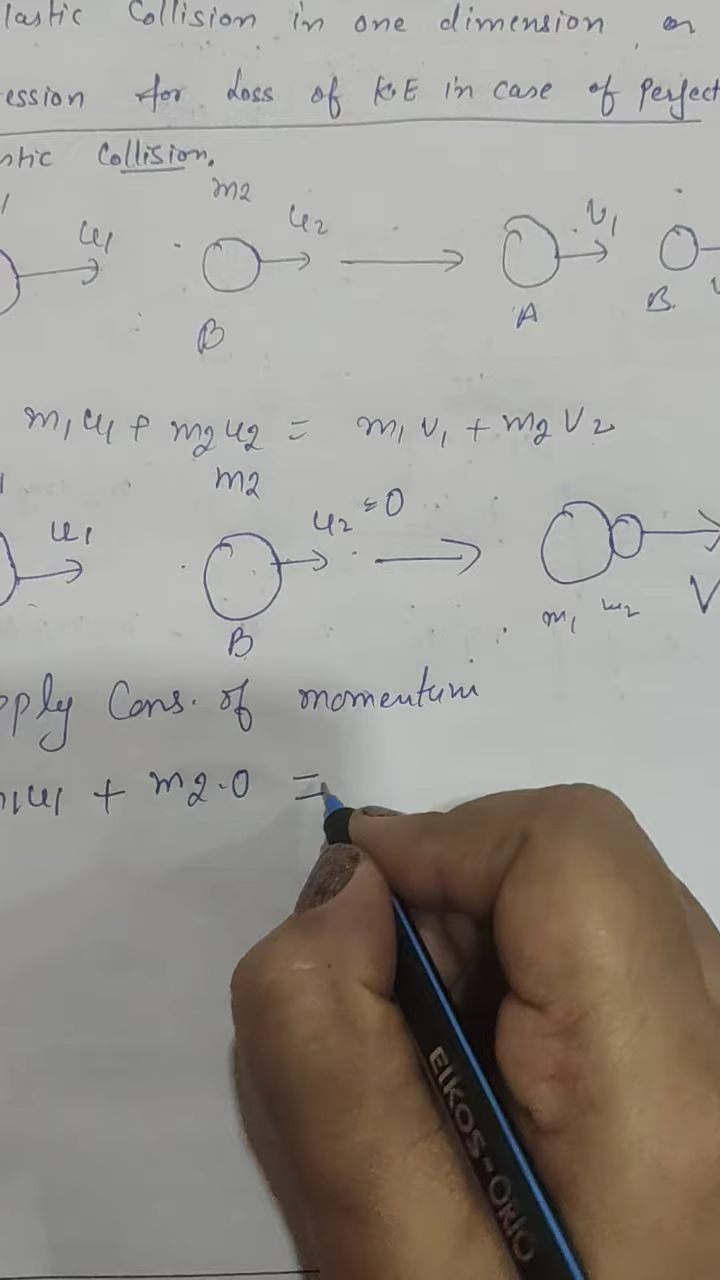 lastic Collision in one dimension or
ession for Loss of K.E in case of Perfect
stic Collision.
m2
u1 u2 v1
B A B
m1u1 + m2u2 = m1v1 + m2v2
m2
u1 u2=0
m1 m2 V
B
pply Cons. of momentum
m1u1 + m2.0 =
ElKOS-ORIO